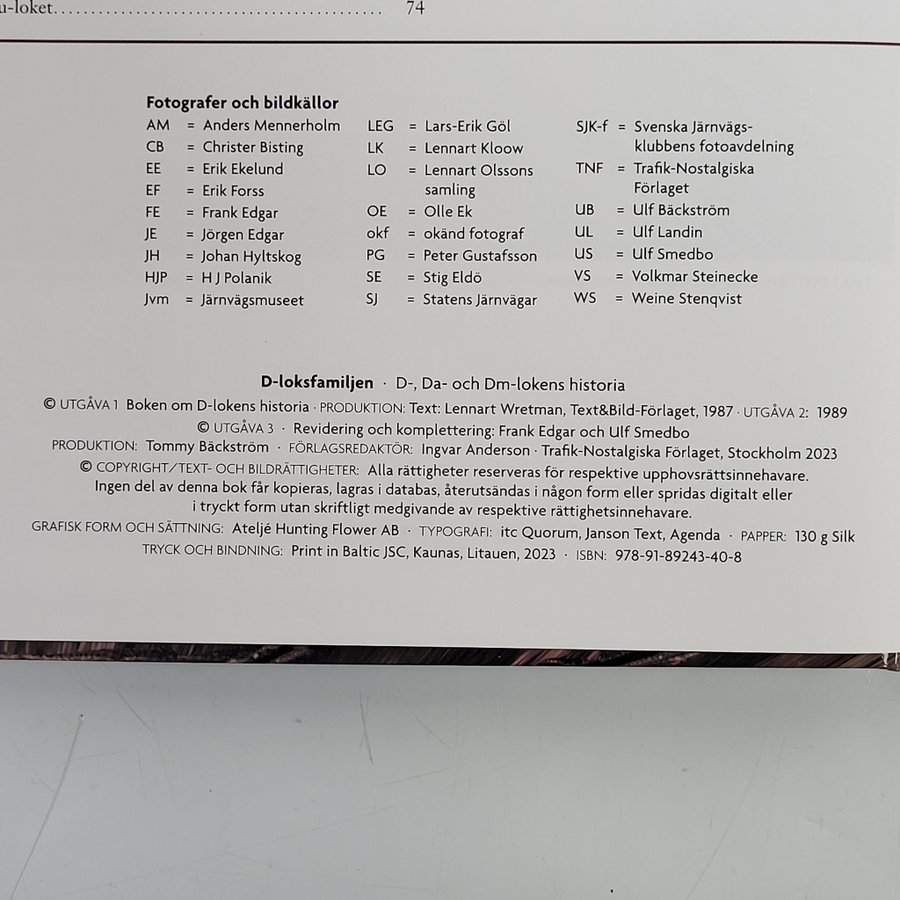 u-loket................................................ 74
Fotografer och bildkällor
AM = Anders Mennerholm
CB = Christer Bisting
EE = Erik Ekelund
EF = Erik Forss
FE = Frank Edgar
JE = Jörgen Edgar
JH = Johan Hyltskog
HJP = H J Polanik
Jvm = Järnvägsmuseet
LEG = Lars-Erik Göl
LK = Lennart Kloow
LO = Lennart Olssons
samling
OE = Olle Ek
okf = okänd fotograf
PG = Peter Gustafsson
SE = Stig Eldö
SJ = Statens Järnvägar
SJK-f = Svenska Järnvägs-
klubbens fotoavdelning
TNF = Trafik-Nostalgiska
Förlaget
UB = Ulf Bäckström
UL = Ulf Landin
US = Ulf Smedbo
VS = Volkmar Steinecke
WS = Weine Stenqvist
D-loksfamiljen · D-, Da- och Dm-lokens historia
© UTGÅVA 1 Boken om D-lokens historia · PRODUKTION: Text: Lennart Wretman, Text&Bild-Förlaget, 1987 · UTGÅVA 2: 1989
© UTGÅVA 3 · Revidering och komplettering: Frank Edgar och Ulf Smedbo
PRODUKTION: Tommy Bäckström · FÖRLAGSREDAKTÖR: Ingvar Anderson · Trafik-Nostalgiska Förlaget, Stockholm 2023
© COPYRIGHT/TEXT- OCH BILDRÄTTIGHETER: Alla rättigheter reserveras för respektive upphovsrättsinnehavare.
Ingen del av denna bok får kopieras, lagras i databas, återutsändas i någon form eller spridas digitalt eller
i tryckt form utan skriftligt medgivande av respektive rättighetsinnehavare.
GRAFISK FORM OCH SÄTTNING: Ateljé Hunting Flower AB · TYPOGRAFI: itc Quorum, Janson Text, Agenda · PAPPER: 130 g Silk
TRYCK OCH BINDNING: Print in Baltic JSC, Kaunas, Litauen, 2023 · ISBN: 978-91-89243-40-8